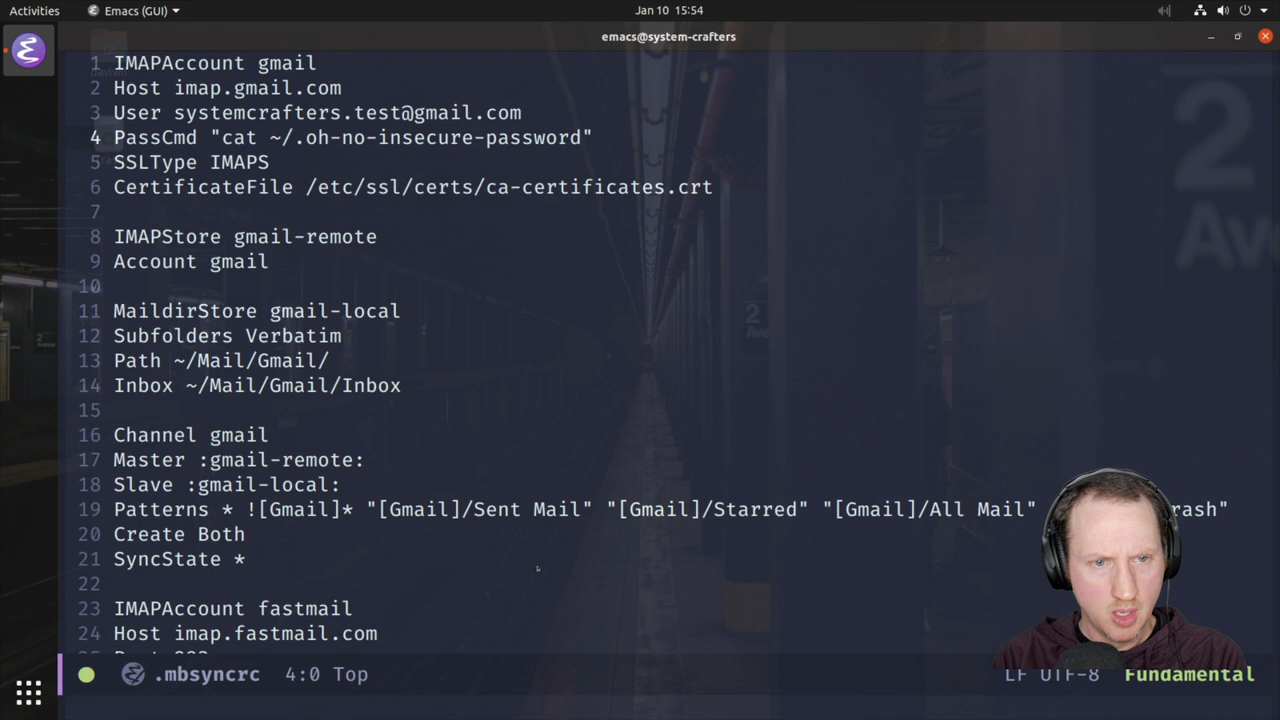 Activities
Emacs (GUI)
Jan 10 15:54
emacs@system-crafters
1 IMAPAccount gmail
2 Host imap.gmail.com
3 User systemcrafters.test@gmail.com
4 PassCmd "cat ~/.oh-no-insecure-password"
5 SSLType IMAPS
6 CertificateFile /etc/ssl/certs/ca-certificates.crt
7
8 IMAPStore gmail-remote
9 Account gmail
10
11 MaildirStore gmail-local
12 Subfolders Verbatim
13 Path ~/Mail/Gmail/
14 Inbox ~/Mail/Gmail/Inbox
15
16 Channel gmail
17 Master :gmail-remote:
18 Slave :gmail-local:
19 Patterns * ![Gmail]* "[Gmail]/Sent Mail" "[Gmail]/Starred" "[Gmail]/All Mail" rash"
20 Create Both
21 SyncState *
22
23 IMAPAccount fastmail
24 Host imap.fastmail.com
.mbsyncrc 4:0 Top
LF UTF-8 Fundamental
2
Av
2
Ave